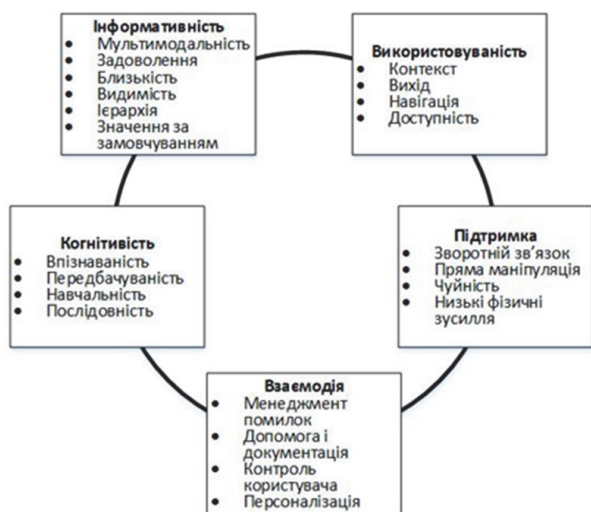 Інформативність
• Мультимодальність
• Задоволення
• Близькість
• Видимість
• Ієрархія
• Значення за
замовчуванням
Використовуваність
• Контекст
• Вихід
• Навігація
• Доступність
Когнітивість
• Впізнаваність
• Передбачуваність
• Навчальність
• Послідовність
Підтримка
• Зворотній зв’язок
• Пряма маніпуляція
• Чуйність
• Низькі фізичні
зусилля
Взаємодія
• Менеджмент
помилок
• Допомога і
документація
• Контроль
користувача
• Персоналізація